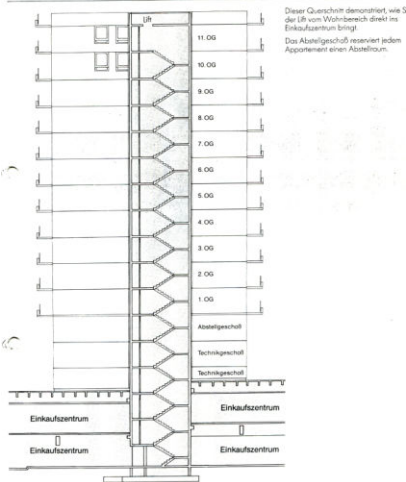 Dieser Querschnitt demonstriert, wie S
der Lift vom Wohnbereich direkt ins
Einkaufszentrum bringt.
Das Abstellgeschoß reserviert jedem
Appartement einen Abstellraum.
Lift
11. OG
10. OG
9. OG
8. OG
7. OG
6. OG
5. OG
4. OG
3. OG
2. OG
1. OG
Abstellgeschoß
Technikgeschoß
Technikgeschoß
Einkaufszentrum
Einkaufszentrum
Einkaufszentrum
Einkaufszentrum